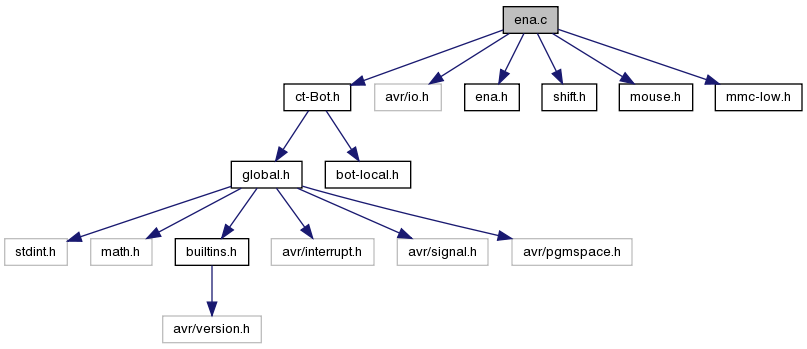 ena.c
ct-Bot.h
avr/io.h
ena.h
shift.h
mouse.h
mmc-low.h
global.h
bot-local.h
stdint.h
math.h
builtins.h
avr/interrupt.h
avr/signal.h
avr/pgmspace.h
avr/version.h